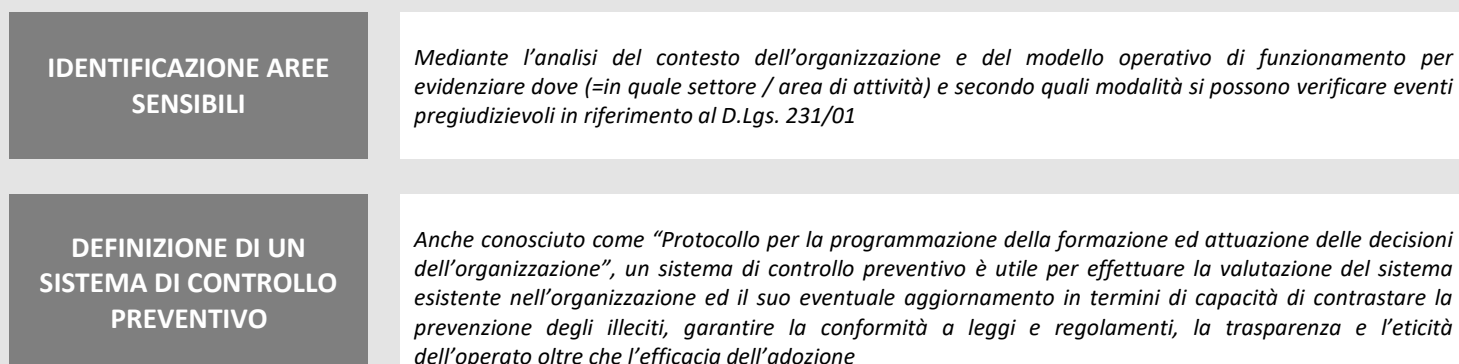 IDENTIFICAZIONE AREE
SENSIBILI
Mediante l'analisi del contesto dell'organizzazione e del modello operativo di funzionamento per
evidenziare dove (=in quale settore / area di attività) e secondo quali modalità si possono verificare eventi
pregiudizievoli in riferimento al D.Lgs. 231/01
DEFINIZIONE DI UN
SISTEMA DI CONTROLLO
PREVENTIVO
Anche conosciuto come “Protocollo per la programmazione della formazione ed attuazione delle decisioni
dell'organizzazione”, un sistema di controllo preventivo è utile per effettuare la valutazione del sistema
esistente nell'organizzazione ed il suo eventuale aggiornamento in termini di capacità di contrastare la
prevenzione degli illeciti, garantire la conformità a leggi e regolamenti, la trasparenza e l'eticità
dell'operato oltre che l'efficacia dell'adozione